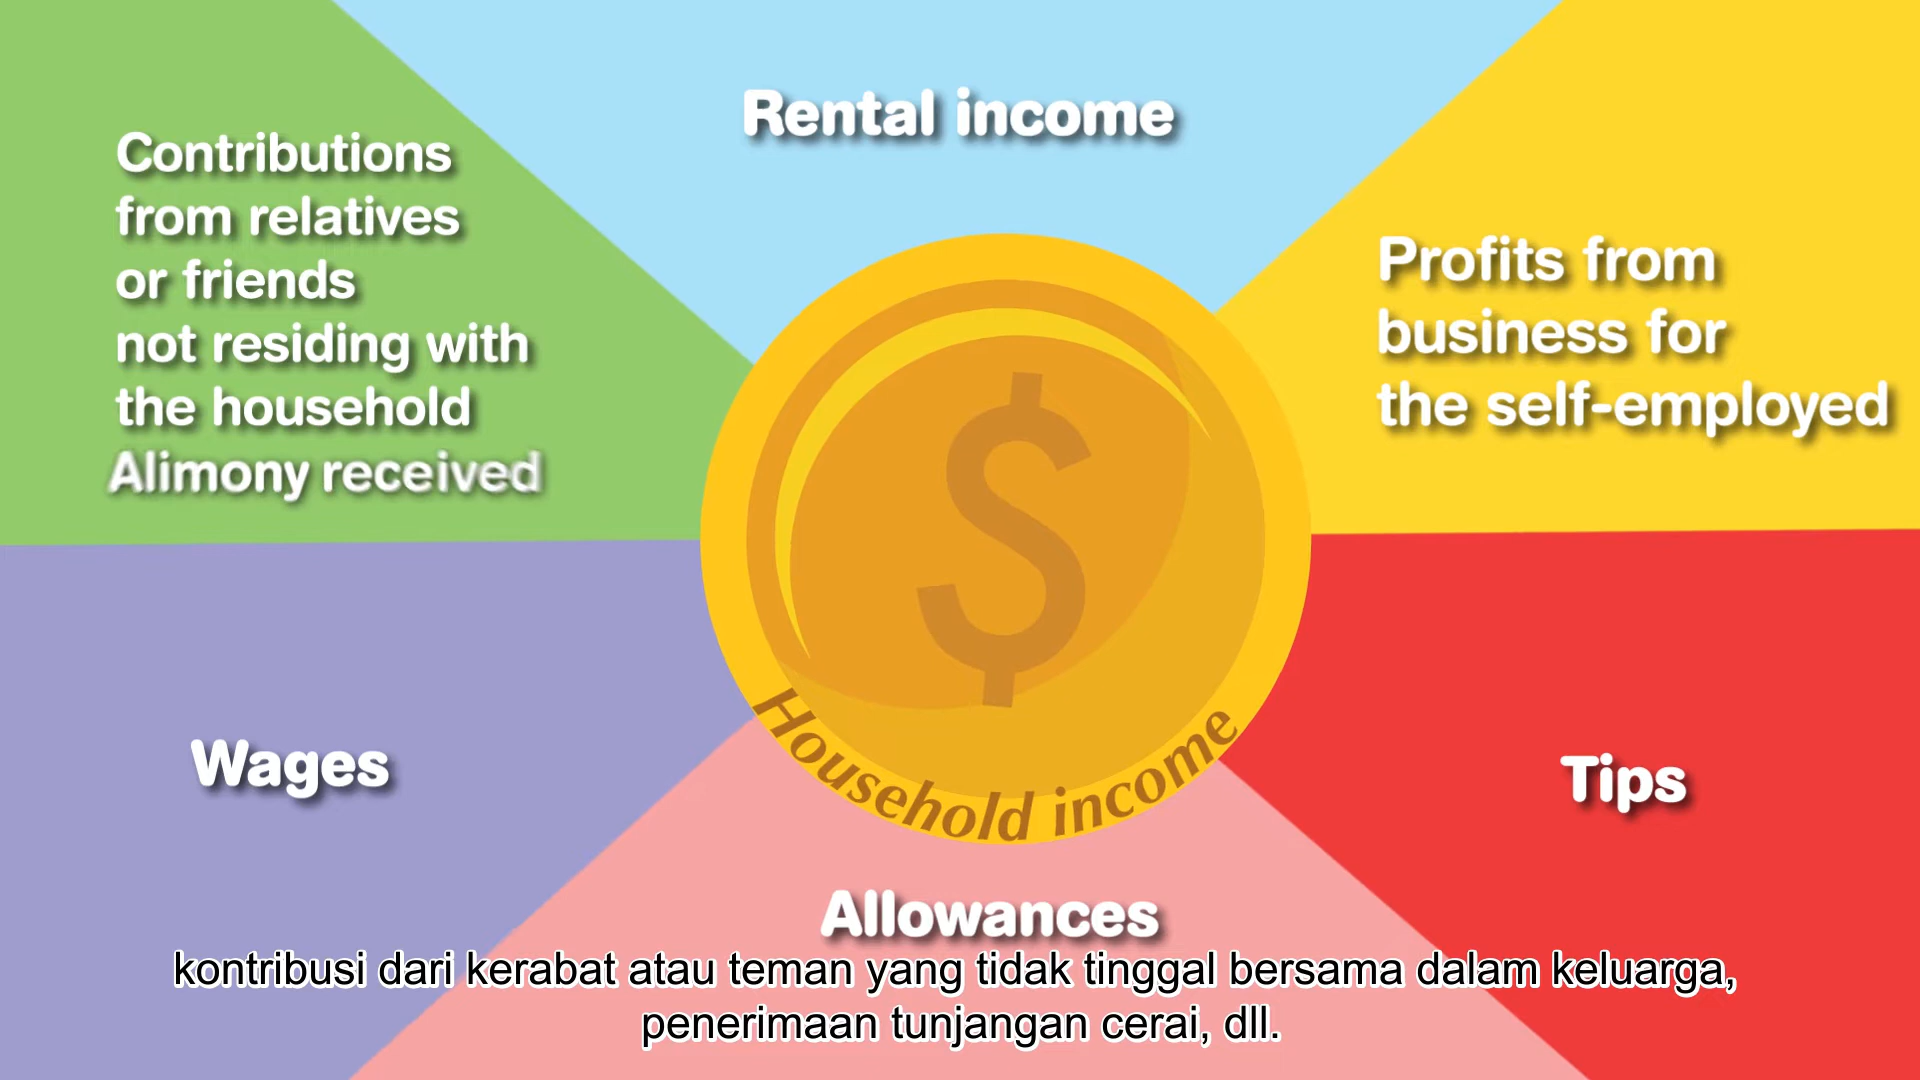 Rental income
Contributions
from relatives
or friends
not residing with
the household
Alimony received
Profits from
business for
the self-employed
Household income
Wages
Tips
Allowances
kontribusi dari kerabat atau teman yang tidak tinggal bersama dalam keluarga,
penerimaan tunjangan cerai, dll.